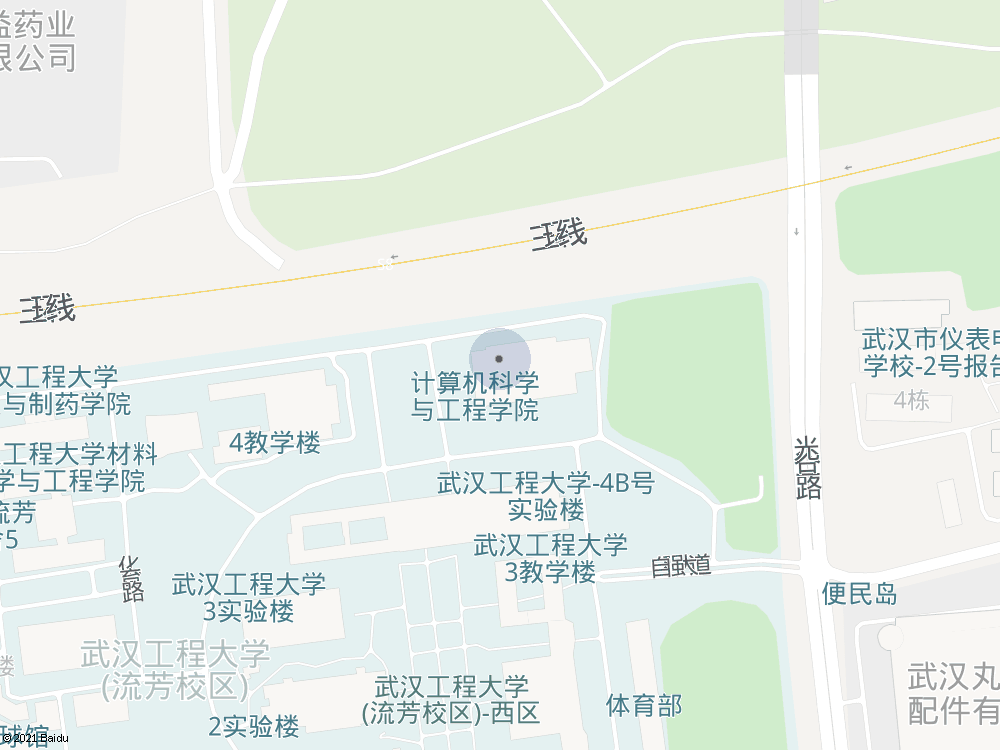 益药业
限公司
环线
S8
环线
武汉市仪表电
学校-2号报告
4栋
汉工程大学
与制药学院
计算机科学
与工程学院
4教学楼
工程大学材料
学与工程学院
流芳
5
武汉工程大学-4B号
实验楼
光谷路
武汉工程大学
3教学楼
自强大道
化育路
武汉工程大学
3实验楼
便民岛
武汉工程大学
(流芳校区)
楼
武汉工程大学
(流芳校区)-西区
体育部
武汉丸
配件有
2实验楼
球馆
© 2021 Baidu